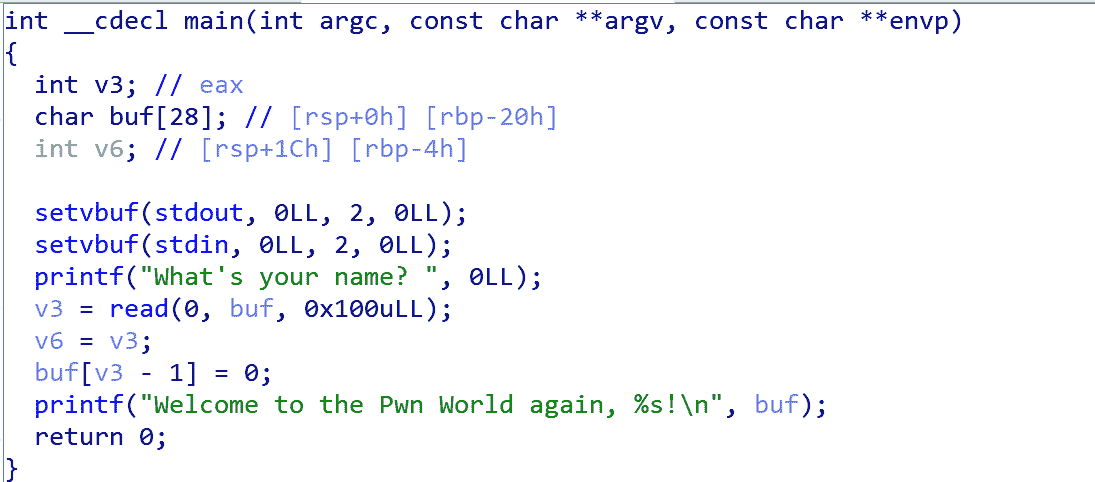 int __cdecl main(int argc, const char **argv, const char **envp)
{
  int v3; // eax
  char buf[28]; // [rsp+0h] [rbp-20h]
  int v6; // [rsp+1Ch] [rbp-4h]

  setvbuf(stdout, 0LL, 2, 0LL);
  setvbuf(stdin, 0LL, 2, 0LL);
  printf("What's your name? ", 0LL);
  v3 = read(0, buf, 0x100uLL);
  v6 = v3;
  buf[v3 - 1] = 0;
  printf("Welcome to the Pwn World again, %s!\n", buf);
  return 0;
}